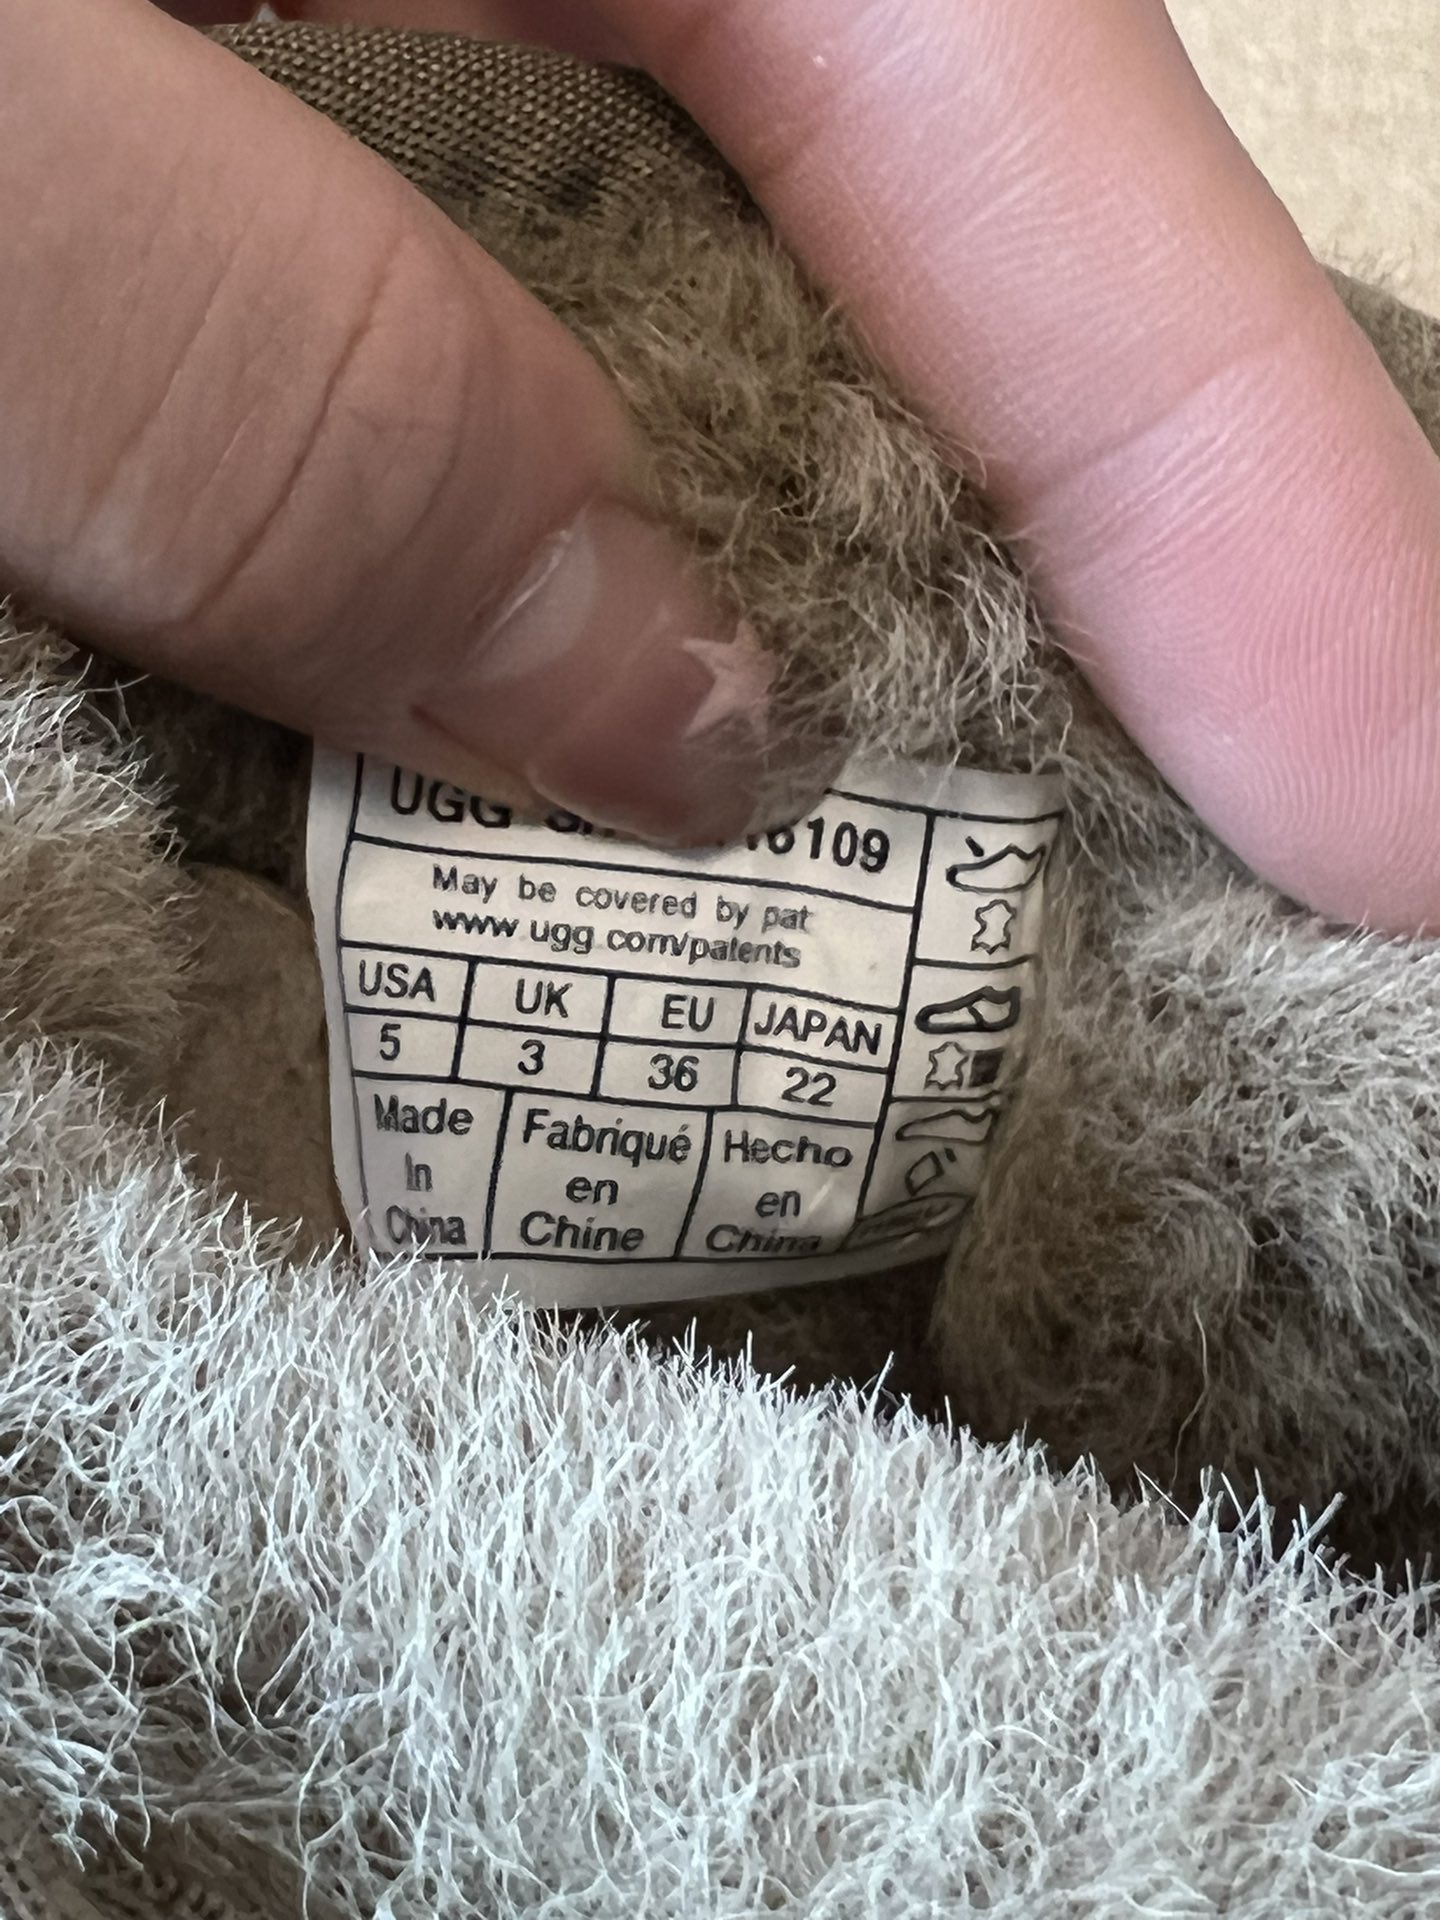 UGG
16109
May be covered by pat
www ugg com/patents
USA UK EU JAPAN
5 3 36 22
Made
In
China
Fabriqué
en
Chine
Hecho
en
China